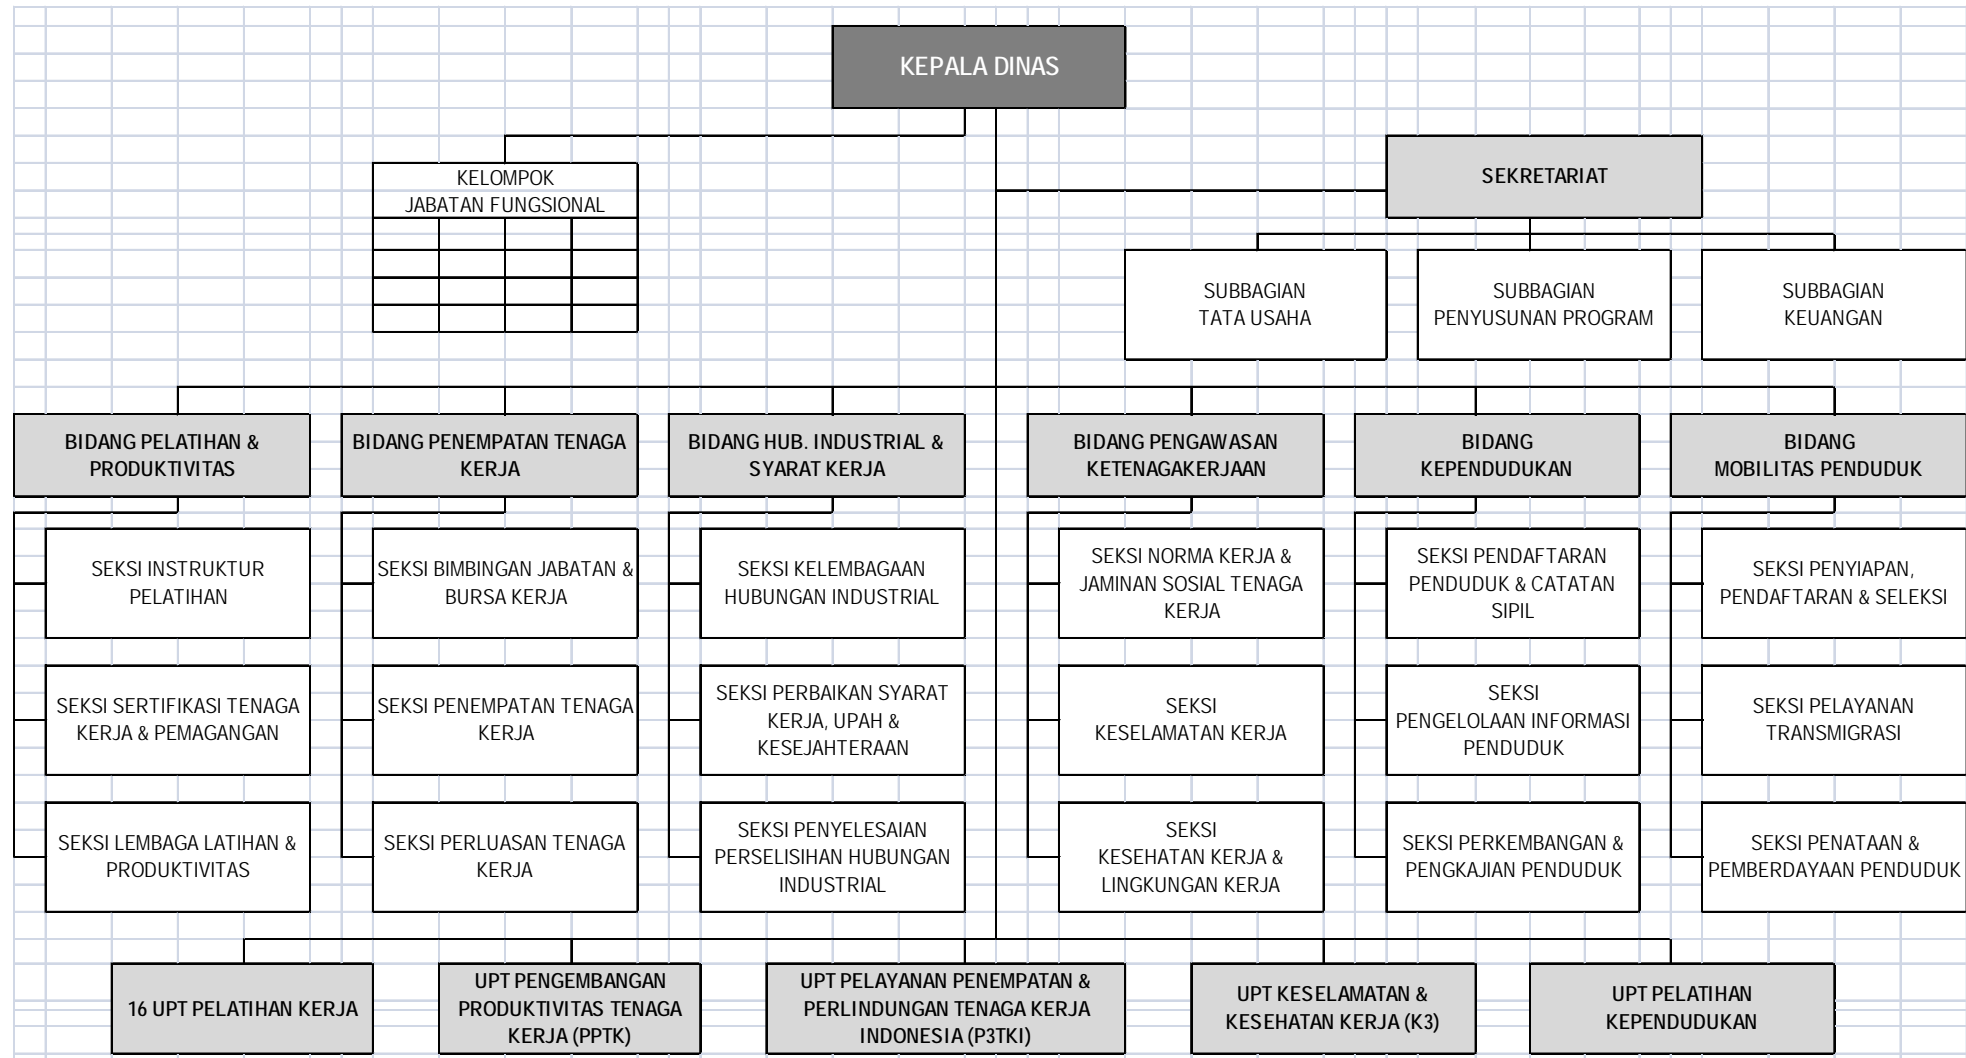 KEPALA DINAS
KELOMPOK
JABATAN FUNGSIONAL
SEKRETARIAT
SUBBAGIAN
TATA USAHA
SUBBAGIAN
PENYUSUNAN PROGRAM
SUBBAGIAN
KEUANGAN
BIDANG PELATIHAN &
PRODUKTIVITAS
BIDANG PENEMPATAN TENAGA
KERJA
BIDANG HUB. INDUSTRIAL &
SYARAT KERJA
BIDANG PENGAWASAN
KETENAGAKERJAAN
BIDANG
KEPENDUDUKAN
BIDANG
MOBILITAS PENDUDUK
SEKSI INSTRUKTUR
PELATIHAN
SEKSI BIMBINGAN JABATAN &
BURSA KERJA
SEKSI KELEMBAGAAN
HUBUNGAN INDUSTRIAL
SEKSI NORMA KERJA &
JAMINAN SOSIAL TENAGA
KERJA
SEKSI PENDAFTARAN
PENDUDUK & CATATAN
SIPIL
SEKSI PENYIAPAN,
PENDAFTARAN & SELEKSI
SEKSI SERTIFIKASI TENAGA
KERJA & PEMAGANGAN
SEKSI PENEMPATAN TENAGA
KERJA
SEKSI PERBAIKAN SYARAT
KERJA, UPAH &
KESEJAHTERAAN
SEKSI
KESELAMATAN KERJA
SEKSI
PENGELOLAAN INFORMASI
PENDUDUK
SEKSI PELAYANAN
TRANSMIGRASI
SEKSI LEMBAGA LATIHAN &
PRODUKTIVITAS
SEKSI PERLUASAN TENAGA
KERJA
SEKSI PENYELESAIAN
PERSELISIHAN HUBUNGAN
INDUSTRIAL
SEKSI
KESEHATAN KERJA &
LINGKUNGAN KERJA
SEKSI PERKEMBANGAN &
PENGKAJIAN PENDUDUK
SEKSI PENATAAN &
PEMBERDAYAAN PENDUDUK
16 UPT PELATIHAN KERJA
UPT PENGEMBANGAN
PRODUKTIVITAS TENAGA
KERJA (PPTK)
UPT PELAYANAN PENEMPATAN &
PERLINDUNGAN TENAGA KERJA
INDONESIA (P3TKI)
UPT KESELAMATAN &
KESEHATAN KERJA (K3)
UPT PELATIHAN
KEPENDUDUKAN